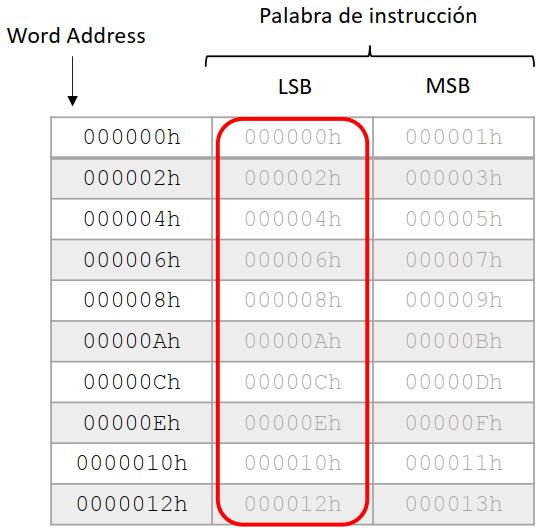 Palabra de instrucción
Word Address
LSB MSB
000000h 000000h 000001h
000002h 000002h 000003h
000004h 000004h 000005h
000006h 000006h 000007h
000008h 000008h 000009h
00000Ah 00000Ah 00000Bh
00000Ch 00000Ch 00000Dh
00000Eh 00000Eh 00000Fh
0000010h 000010h 000011h
0000012h 000012h 000013h